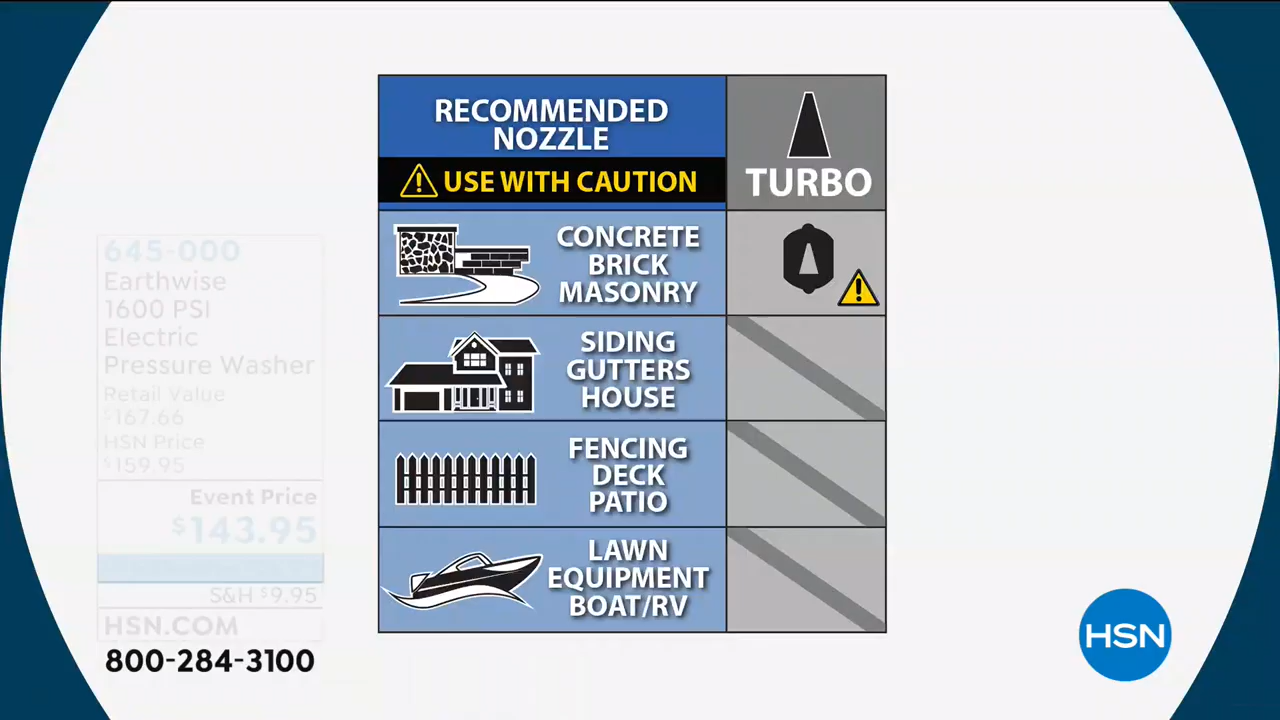 RECOMMENDED
NOZZLE
USE WITH CAUTION
TURBO
CONCRETE
BRICK
MASONRY
SIDING
GUTTERS
HOUSE
FENCING
DECK
PATIO
LAWN
EQUIPMENT
BOAT/RV
645-000
Earthwise
1600 PSI
Electric
Pressure Washer
Retail Value
$167.66
HSN Price
$159.95
Event Price
$143.95
S&H $9.95
HSN.COM
800-284-3100
HSN